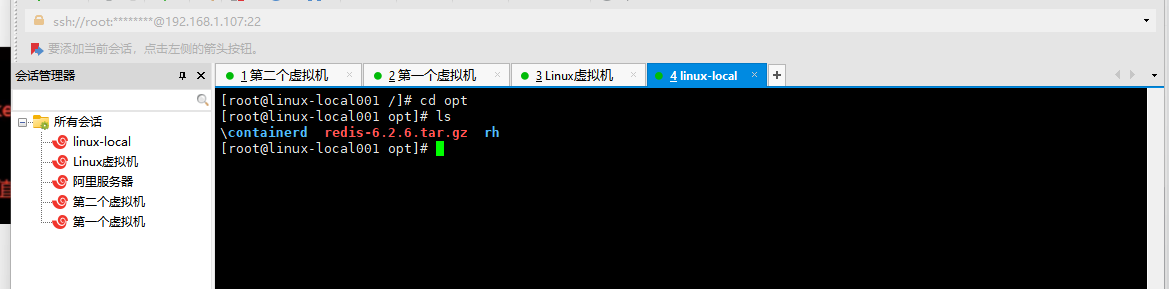 ssh://root:********@192.168.1.107:22
要添加当前会话，点击左侧的箭头按钮。
会话管理器
1 第二个虚拟机
2 第一个虚拟机
3 Linux虚拟机
4 linux-local
所有会话
linux-local
Linux虚拟机
阿里服务器
第二个虚拟机
第一个虚拟机
[root@linux-local001 /]# cd opt
[root@linux-local001 opt]# ls
\containerd redis-6.2.6.tar.gz rh
[root@linux-local001 opt]#